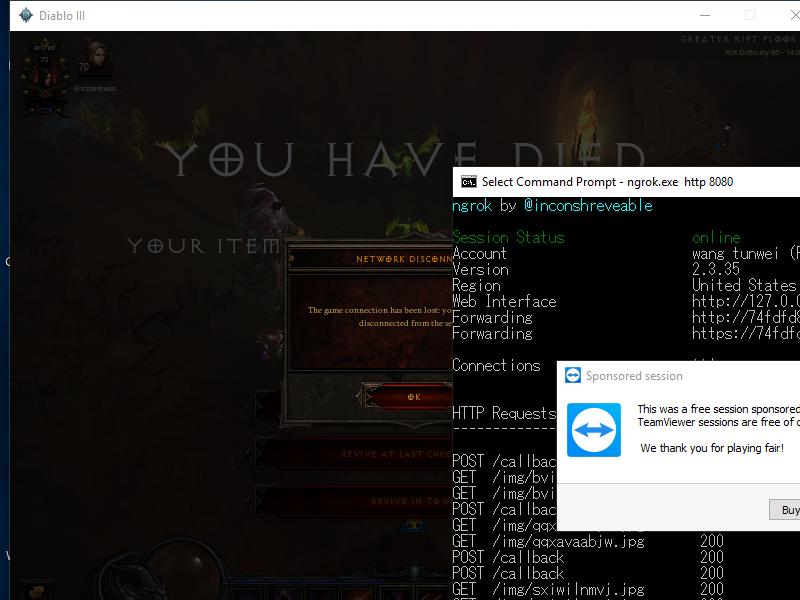 Diablo III
GREATER RIFT FLOOR
archer
70
70
Enchantress
YOU HAVE DIED
YOUR ITEM
NETWORK DISCONN
The game connection has been lost: yo
disconnected from the se
OK
REVIVE AT LAST CHEC
REVIVE IN TOW
Select Command Prompt - ngrok.exe http 8080
ngrok by @inconshreveable
Session Status online
Account wang tunwei (F
Version 2.3.35
Region United States
Web Interface http://127.0.0
Forwarding http://74fdfd8
Forwarding https://74fdfd
Connections
HTTP Requests
-------------
POST /callbac
GET /img/bvi
GET /img/bvi
POST /callbac
GET /img/qqx
GET /img/qqxavaabjw.jpg 200
POST /callback 200
POST /callback 200
GET /img/sxiwilnmvj.jpg 200
Sponsored session
This was a free session sponsored
TeamViewer sessions are free of c
We thank you for playing fair!
Buy